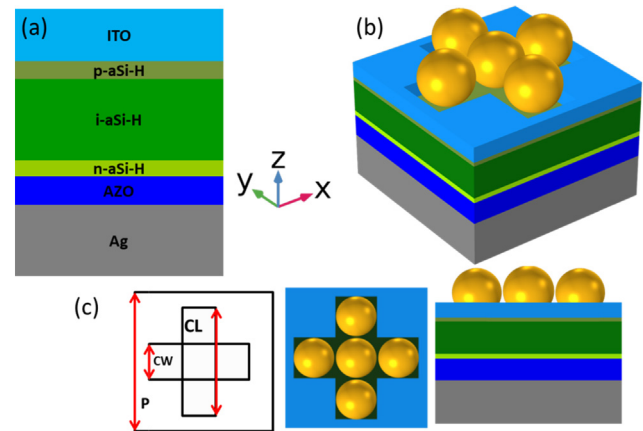 (a)
ITO
p-aSi-H
i-aSi-H
n-aSi-H
AZO
Ag
z
y
x
(b)
(c)
CL
CW
P